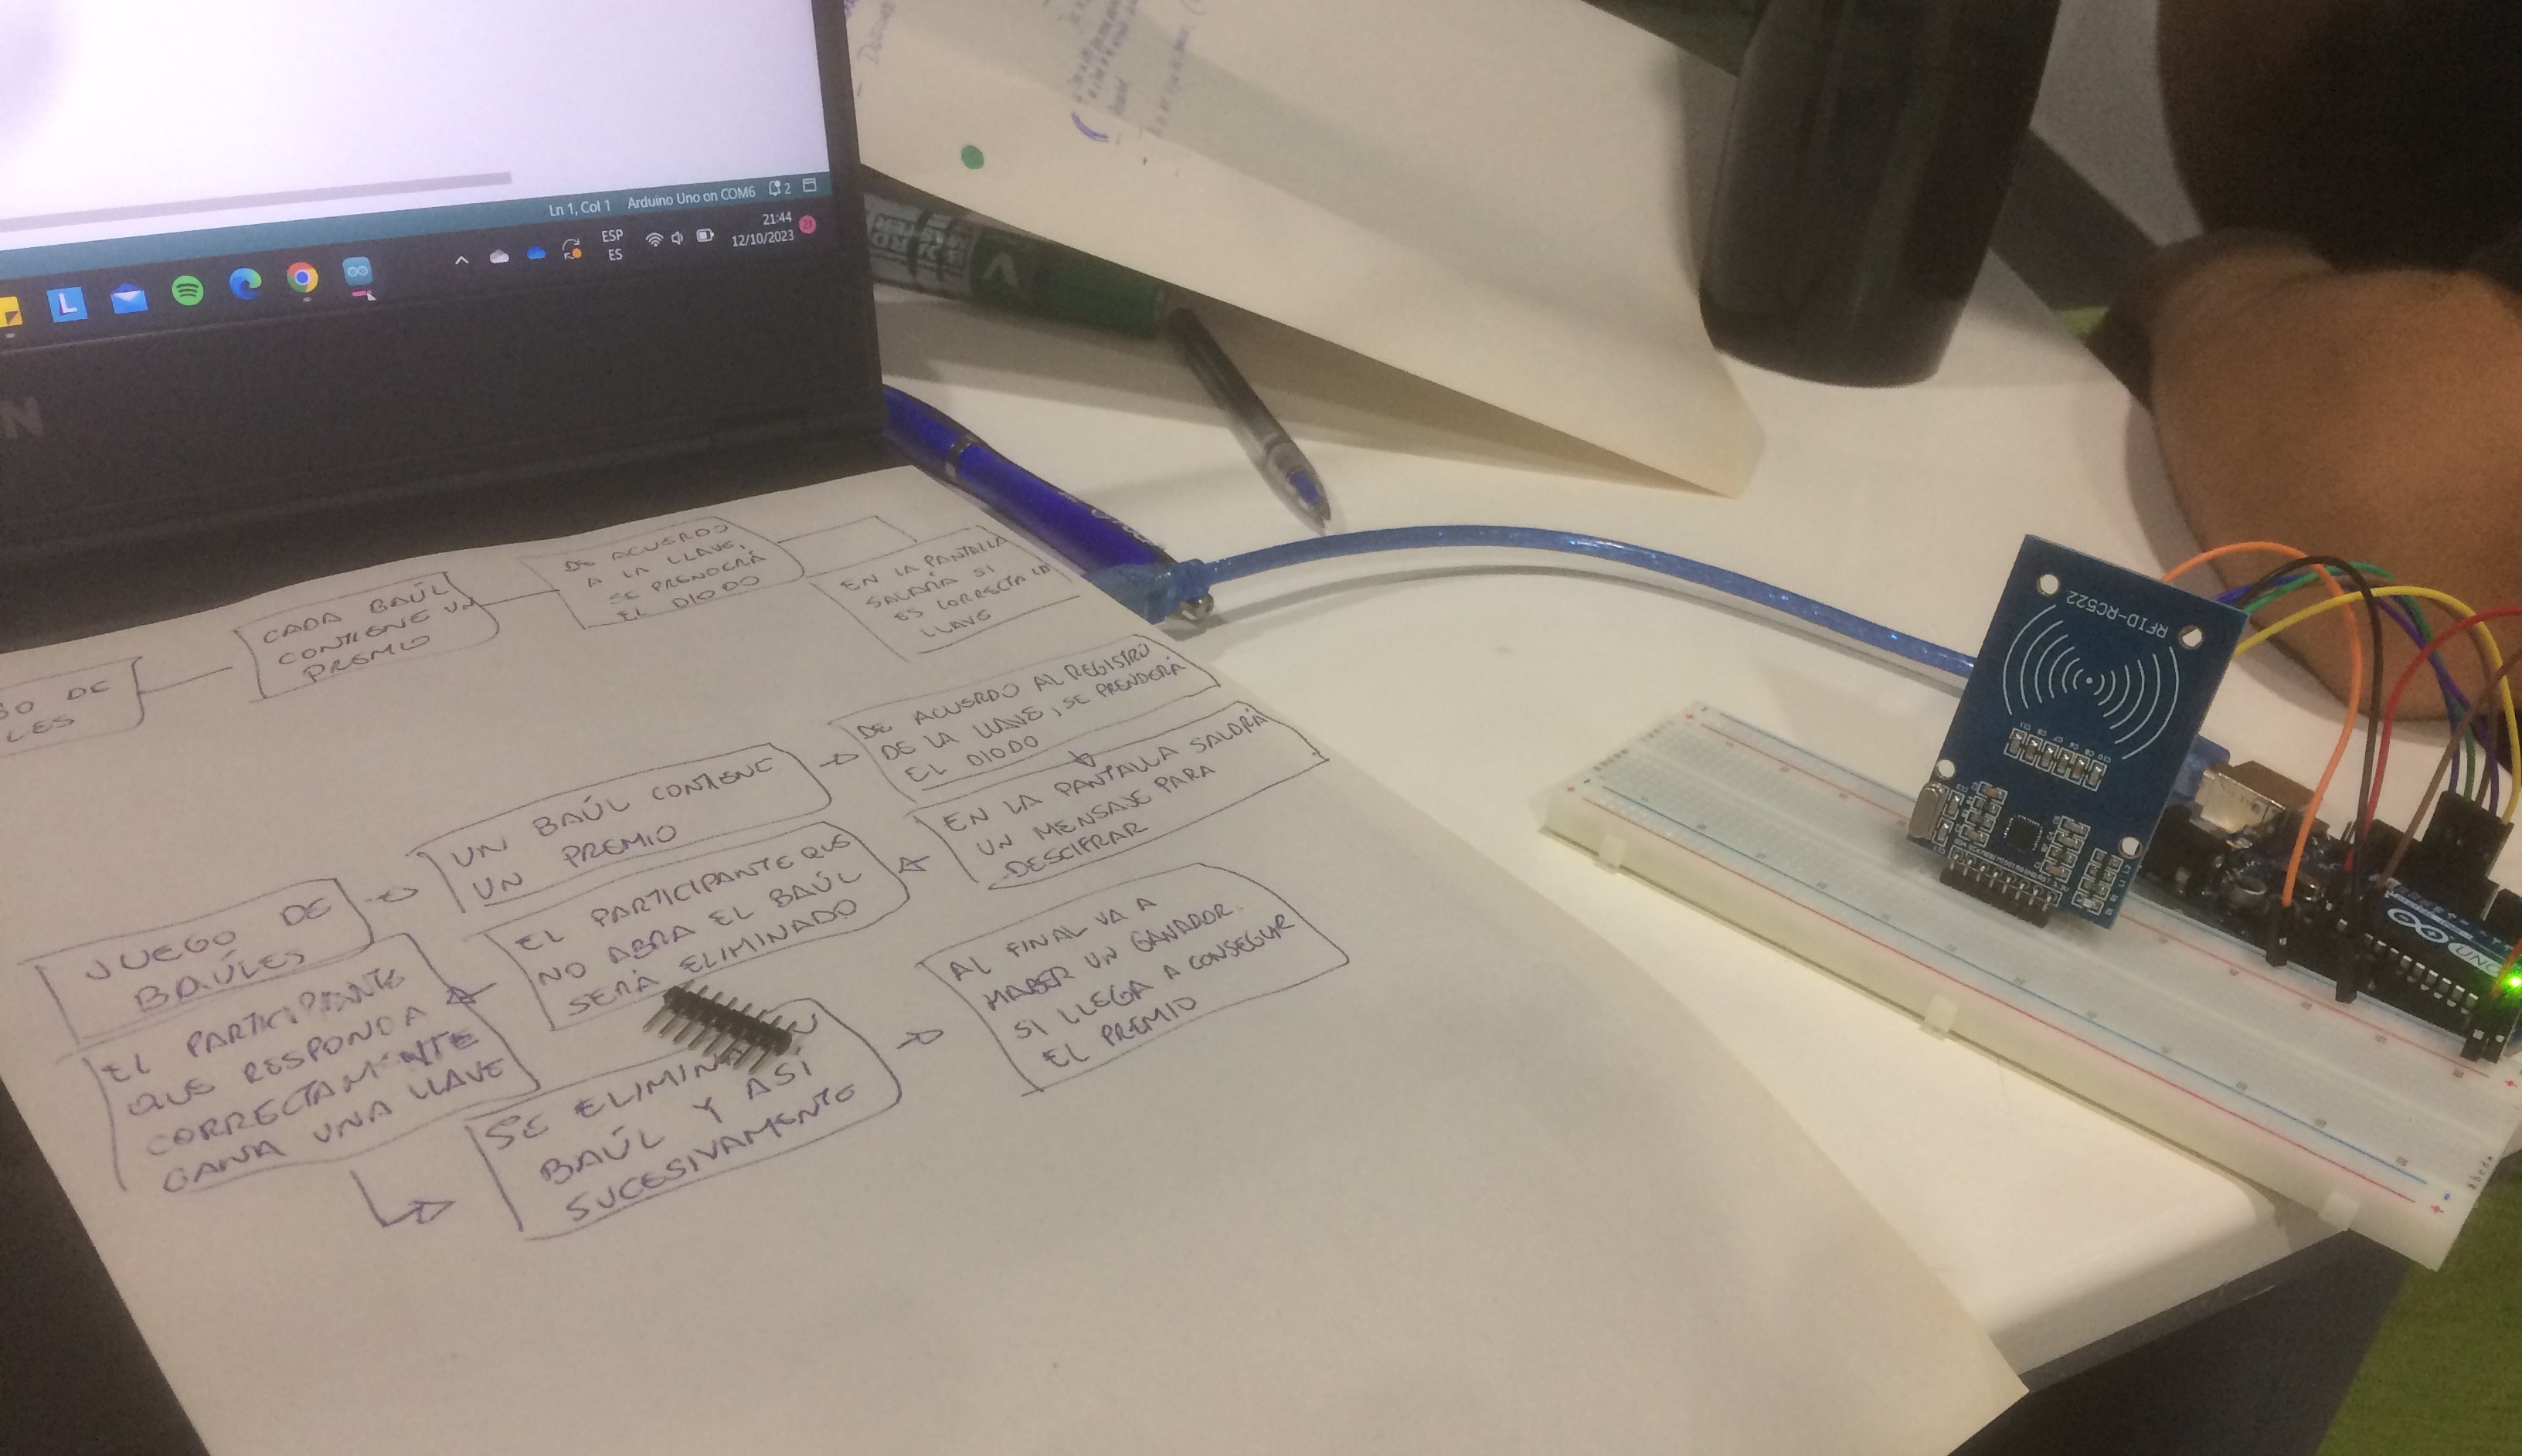 Ln 1, Col 1 Arduino Uno on COM6 2
ESP
ES
21:44
12/10/2023
21
L
N
DE
LES
CADA BAÚL
CONTIENE UN
PREMIO
DE ACUERDO
A LA LLAVE,
SE PRENDERÁ
EL DIODO
EN LA PANTALLA
SALDRÁ SI
ES CORRECTA LA
LLAVE
JUEGO DE
BAÚLES
UN BAÚL CONTIENE
UN PREMIO
DE ACUERDO AL REGISTRO
DE LA LLAVE, SE PRENDERÁ
EL DIODO
EN LA PANTALLA SALDRÁ
UN MENSAJE PARA
DESCIFRAR
EL PARTICIPANTE QUE
NO ABRA EL BAÚL
SERÁ ELIMINADO
EL PARTICIPANTE
QUE RESPONDA
CORRECTAMENTE
GANA UNA LLAVE
SE ELIMIN
BAÚL Y ASÍ
SUCESIVAMENTE
AL FINAL VA A
HABER UN GANADOR
SI LLEGA A CONSEGUIR
EL PREMIO
RFID-RC522
UNO